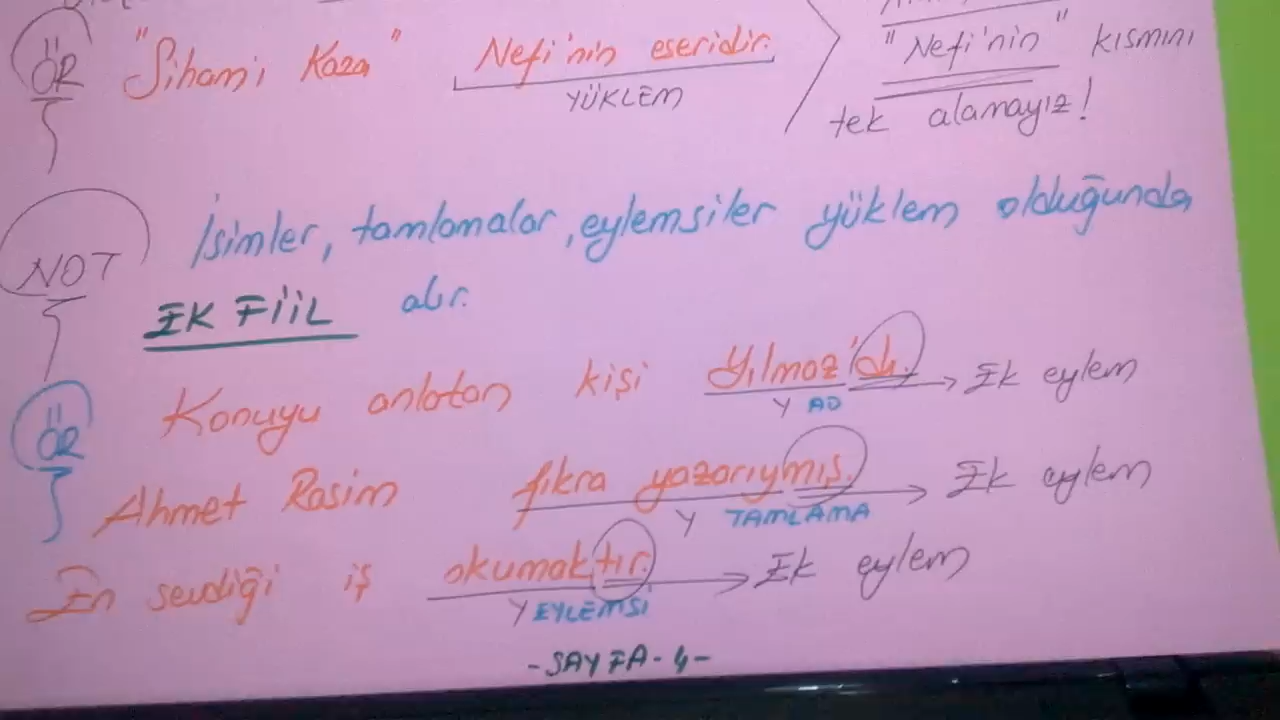 ÖR "Sihami Kaza" Nefi'nin eseridir. "Nefi'nin" kısmını
YÜKLEM tek alamayız!
NOT İsimler, tamlamalar, eylemsiler yüklem olduğunda
EK FİİL alır.
ÖR Konuyu anlatan kişi Yılmaz'dı. Ek eylem
Y AD
Ahmet Rasim fıkra yazarıymış. Ek eylem
Y TAMLAMA
En sevdiği iş okumaktır. Ek eylem
Y EYLEMSİ
-SAYFA-4-